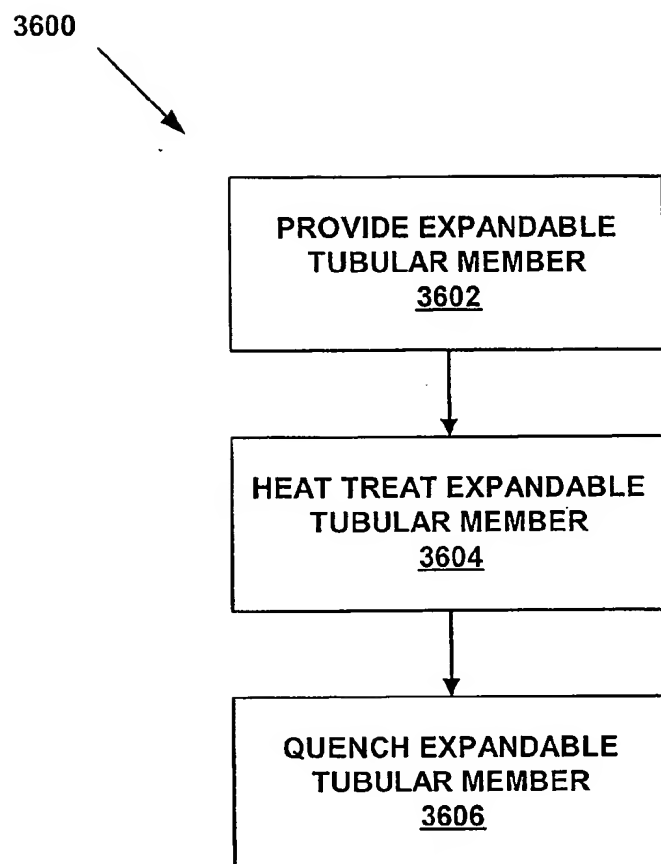 3600
PROVIDE EXPANDABLE
TUBULAR MEMBER
3602
HEAT TREAT EXPANDABLE
TUBULAR MEMBER
3604
QUENCH EXPANDABLE
TUBULAR MEMBER
3606